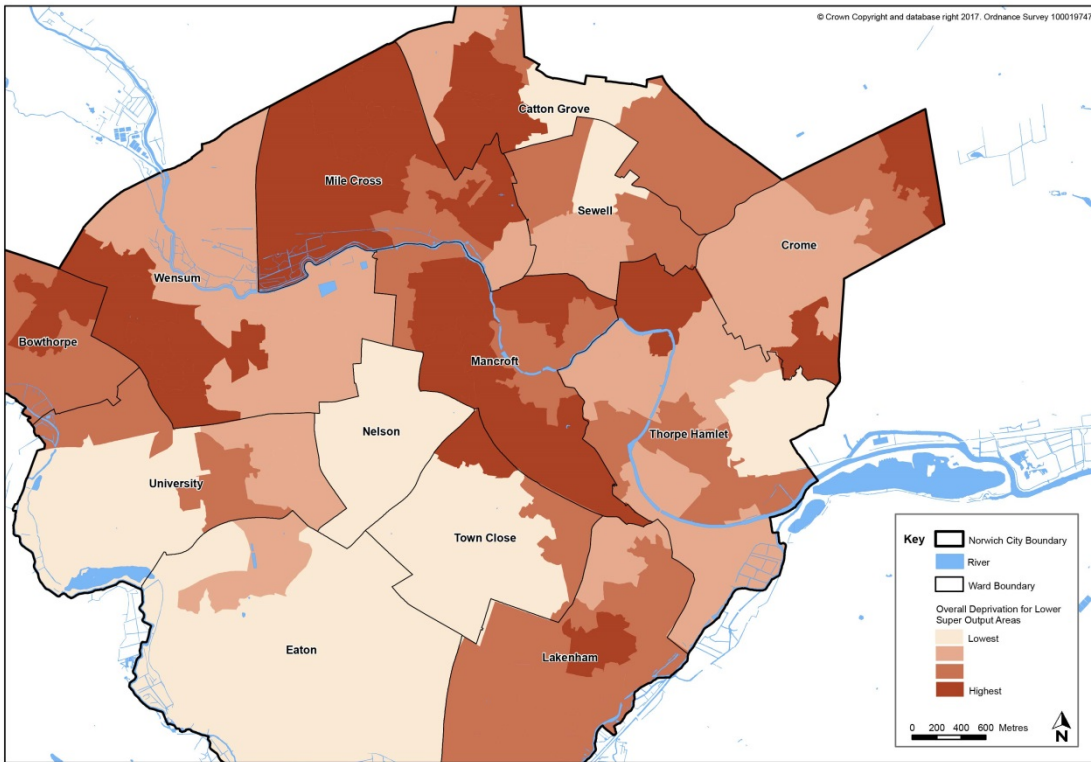 © Crown Copyright and database right 2017. Ordnance Survey 100019747
Catton Grove
Mile Cross
Sewell
Crome
Wensum
Bowthorpe
Mancroft
Nelson
Thorpe Hamlet
University
Town Close
Eaton
Lakenham
Key
Norwich City Boundary
River
Ward Boundary
Overall Deprivation for Lower
Super Output Areas
Lowest
Highest
0 200 400 600 Metres
N